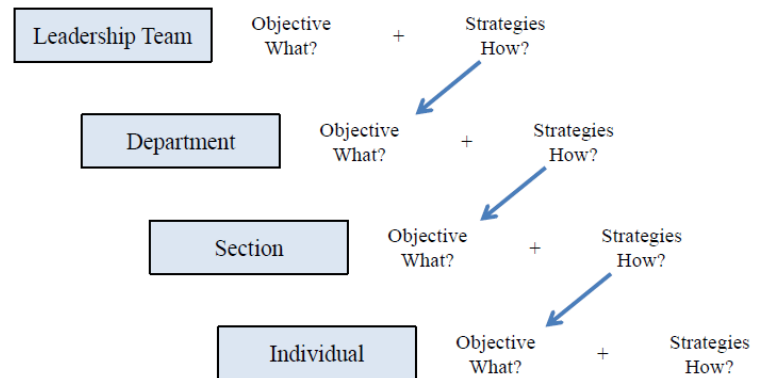 Leadership Team
Objective
What?
+
Strategies
How?
Department
Objective
What?
+
Strategies
How?
Section
Objective
What?
+
Strategies
How?
Individual
Objective
What?
+
Strategies
How?